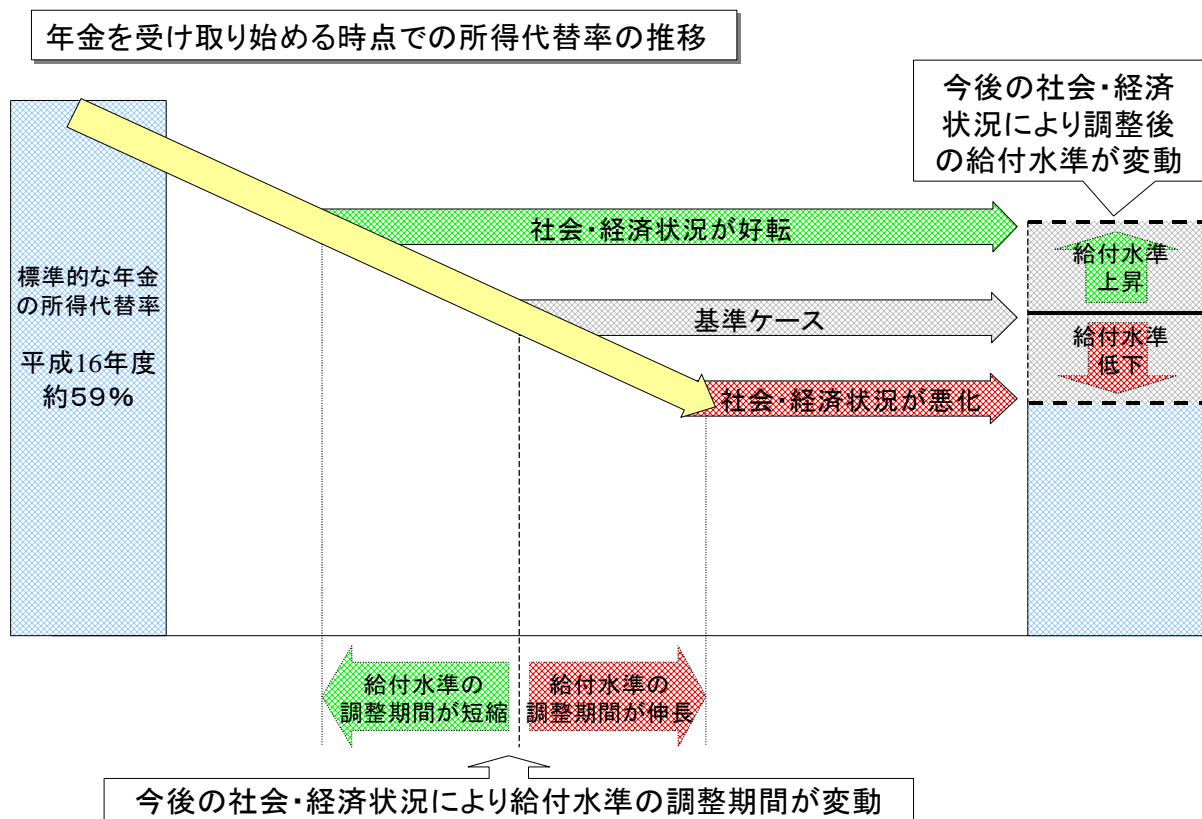 年金を受け取り始める時点での所得代替率の推移
今後の社会・経済
状況により調整後
の給付水準が変動
社会・経済状況が好転
給付水準
上昇
標準的な年金
の所得代替率
平成16年度
約59%
基準ケース
給付水準
低下
社会・経済状況が悪化
給付水準の
調整期間が短縮
給付水準の
調整期間が伸長
今後の社会・経済状況により給付水準の調整期間が変動